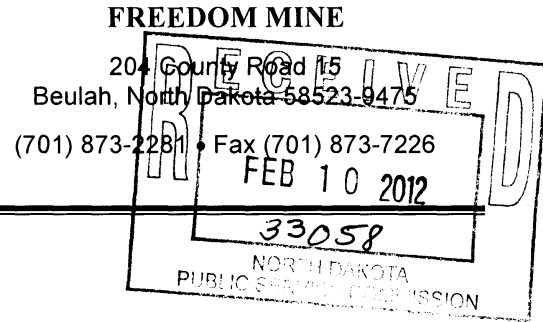 FREEDOM MINE
204 County Road 15
Beulah, North Dakota 58523-9475
(701) 873-2281 • Fax (701) 873-7226
RECEIVED
FEB 10 2012
33058
NORTH DAKOTA
PUBLIC SERVICE COMMISSION